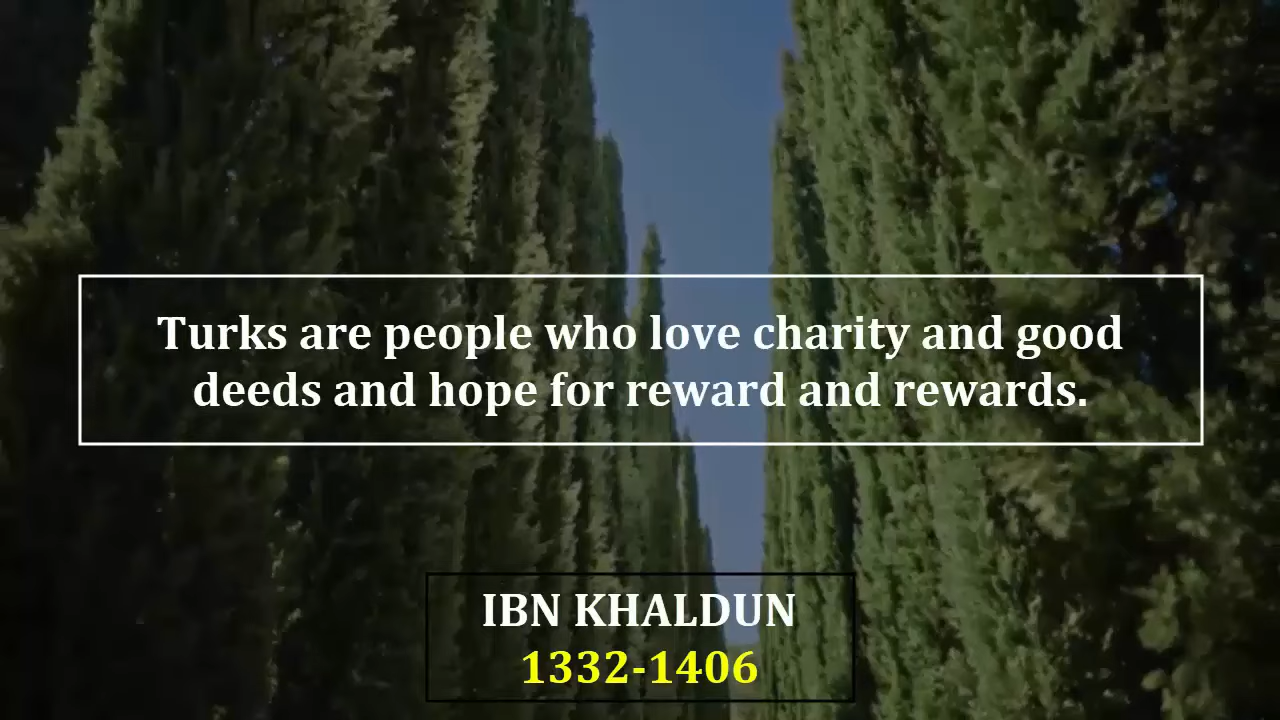 Turks are people who love charity and good
deeds and hope for reward and rewards.
IBN KHALDUN
1332-1406